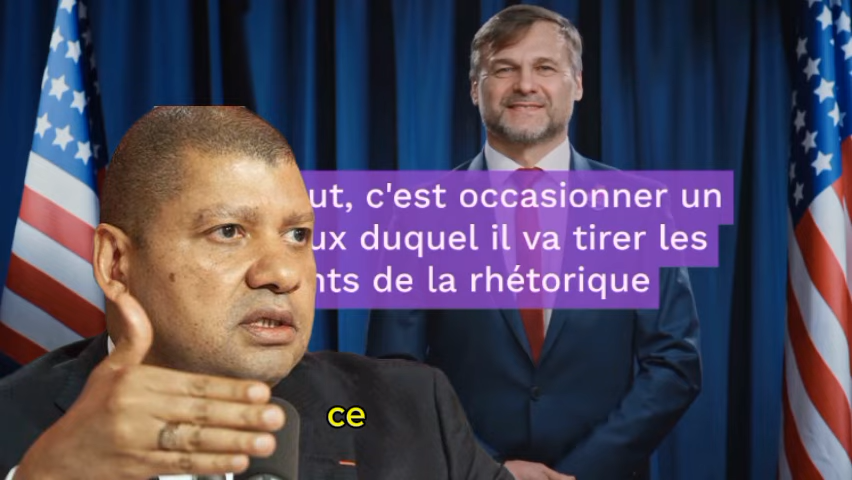 c'est occasionner un
duquel il va tirer les
de la rhétorique
ce